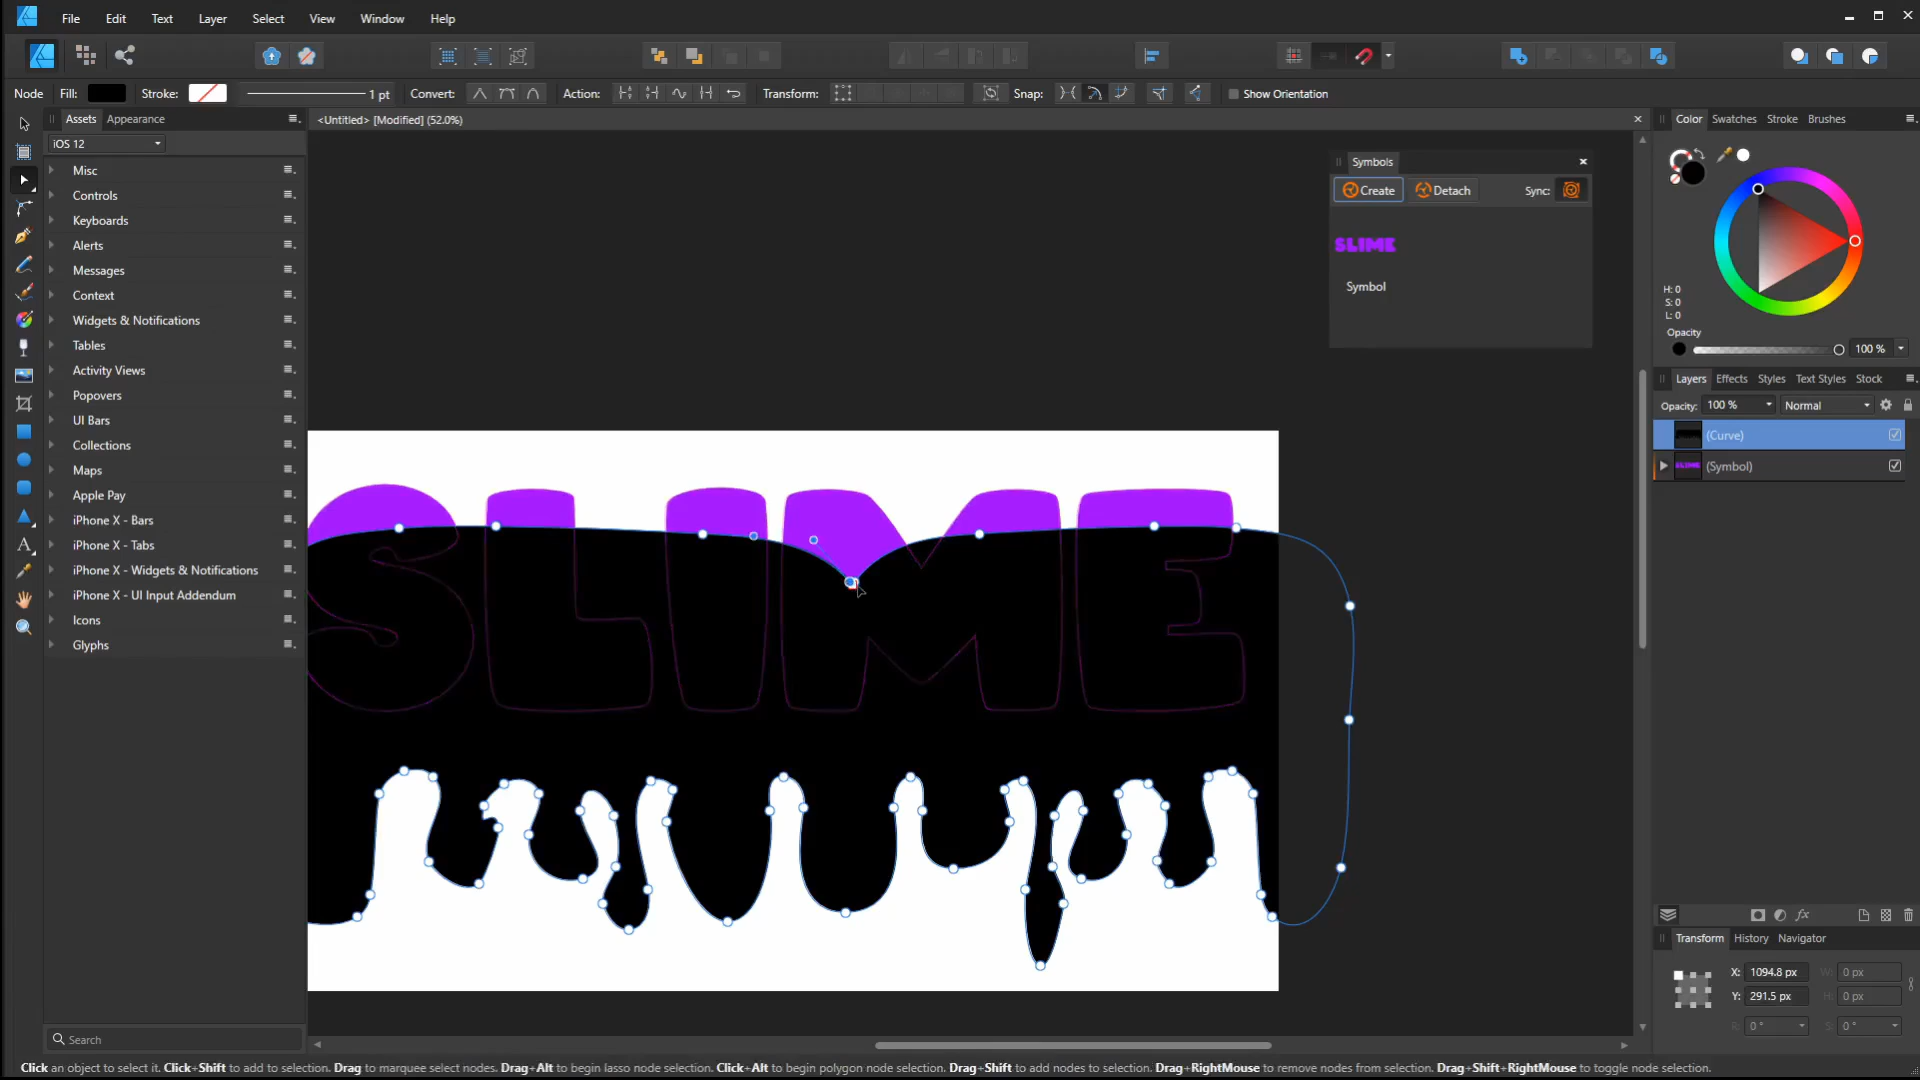 File Edit Text Layer Select View Window Help
Node Fill: Stroke: 1 pt Convert: Action: Transform: Snap: Show Orientation
Assets Appearance
<Untitled> [Modified] (52.0%)
Color Swatches Stroke Brushes
iOS 12
Misc
Controls
Keyboards
Alerts
Messages
Context
Widgets & Notifications
Tables
Activity Views
Popovers
UI Bars
Collections
Maps
Apple Pay
iPhone X - Bars
iPhone X - Tabs
iPhone X - Widgets & Notifications
iPhone X - UI Input Addendum
Icons
Glyphs
Search
Symbols
Create Detach Sync:
SLIME
Symbol
SLIME
H: 0
S: 0
L: 0
Opacity
100 %
Layers Effects Styles Text Styles Stock
Opacity: 100 % Normal
(Curve)
SLIME (Symbol)
fx
Transform History Navigator
X: 1094.8 px W: 0 px
Y: 291.5 px H: 0 px
R: 0 ° S: 0 °
Click an object to select it. Click+Shift to add to selection. Drag to marquee select nodes. Drag+Alt to begin lasso node selection. Click+Alt to begin polygon node selection. Drag+Shift to add nodes to selection. Drag+RightMouse to remove nodes from selection. Drag+Shift+RightMouse to toggle node selection.